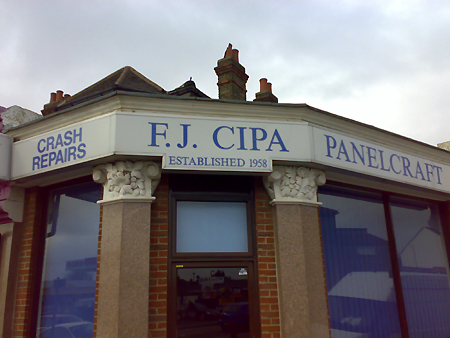 CRASH
REPAIRS
F.J. CIPA
ESTABLISHED 1958
PANELCRAFT